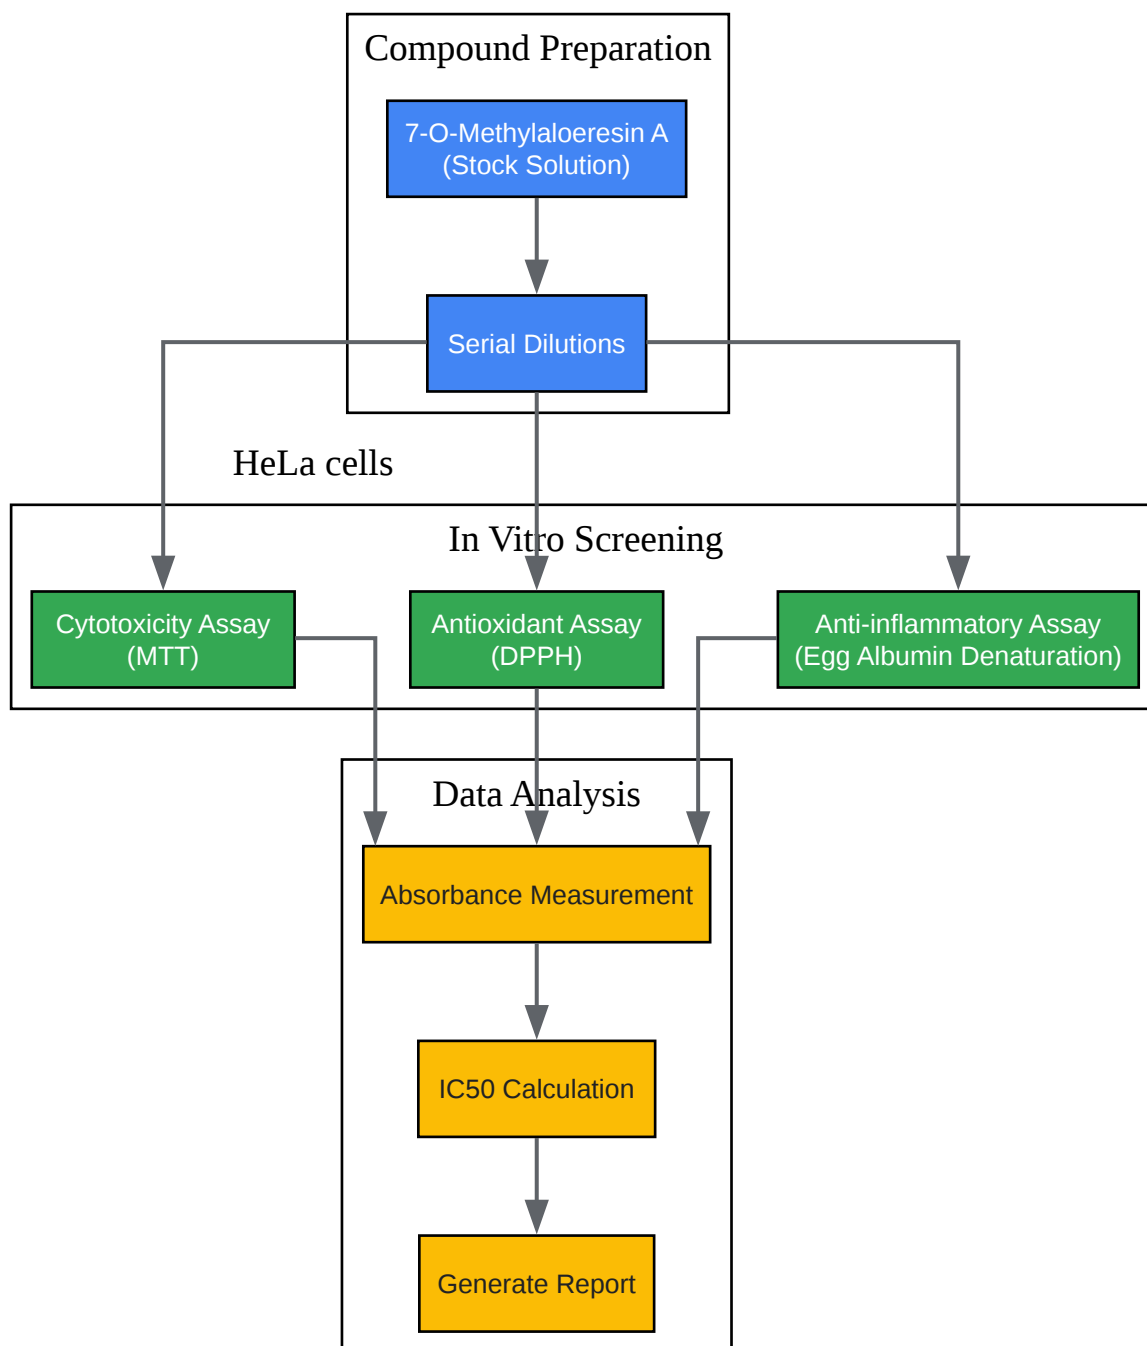 Compound Preparation
7-O-Methylaloeresin A
(Stock Solution)
Serial Dilutions
HeLa cells
In Vitro Screening
Cytotoxicity Assay
(MTT)
Antioxidant Assay
(DPPH)
Anti-inflammatory Assay
(Egg Albumin Denaturation)
Data Analysis
Absorbance Measurement
IC50 Calculation
Generate Report